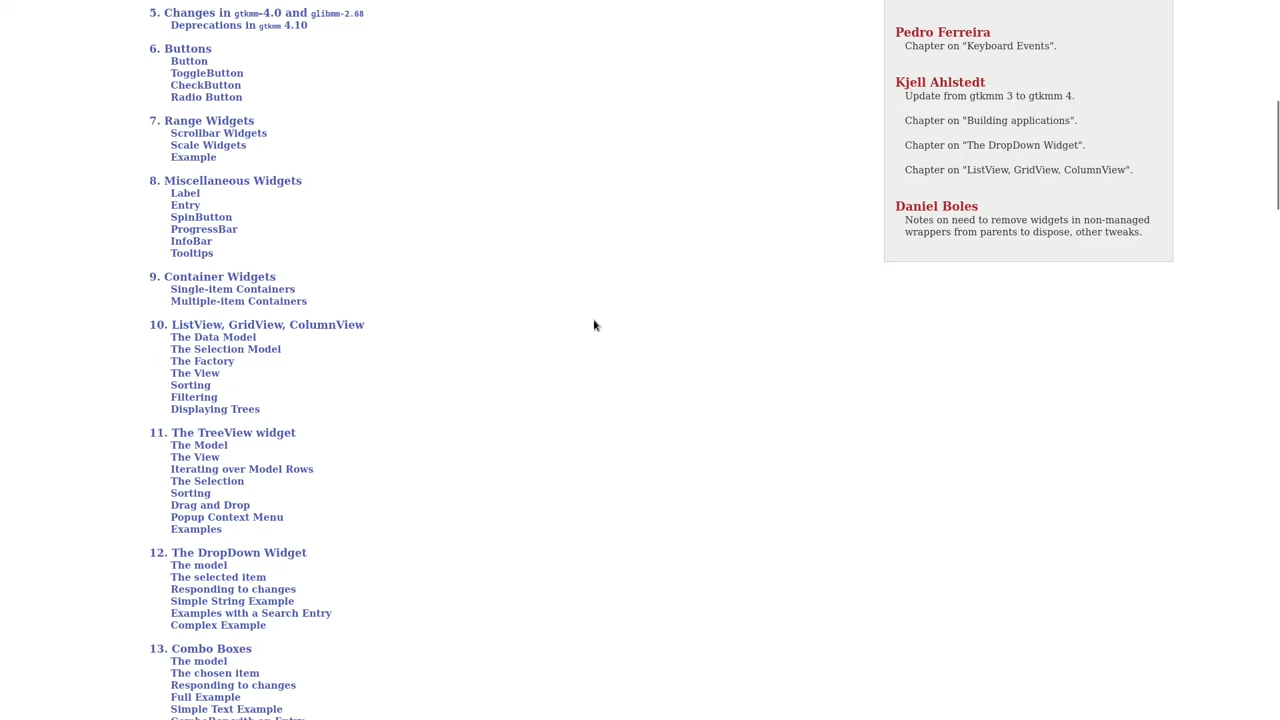 5. Changes in gtkmm-4.0 and glibmm-2.68
Deprecations in gtkmm 4.10
6. Buttons
Button
ToggleButton
CheckButton
Radio Button
7. Range Widgets
Scrollbar Widgets
Scale Widgets
Example
8. Miscellaneous Widgets
Label
Entry
SpinButton
ProgressBar
InfoBar
Tooltips
9. Container Widgets
Single-item Containers
Multiple-item Containers
10. ListView, GridView, ColumnView
The Data Model
The Selection Model
The Factory
The View
Sorting
Filtering
Displaying Trees
11. The TreeView widget
The Model
The View
Iterating over Model Rows
The Selection
Sorting
Drag and Drop
Popup Context Menu
Examples
12. The DropDown Widget
The model
The selected item
Responding to changes
Simple String Example
Examples with a Search Entry
Complex Example
13. Combo Boxes
The model
The chosen item
Responding to changes
Full Example
Simple Text Example
ComboBox with an Entry
Pedro Ferreira
Chapter on "Keyboard Events".
Kjell Ahlstedt
Update from gtkmm 3 to gtkmm 4.
Chapter on "Building applications".
Chapter on "The DropDown Widget".
Chapter on "ListView, GridView, ColumnView".
Daniel Boles
Notes on need to remove widgets in non-managed
wrappers from parents to dispose, other tweaks.